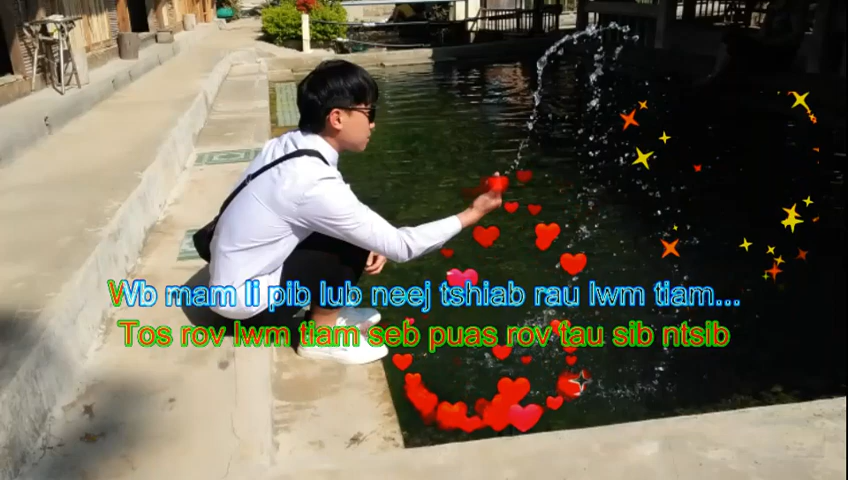 Wb mam li pib lub neej tshiab rau lwm tiam...
Tos rov lwm tiam seb puas rov tau sib ntsib